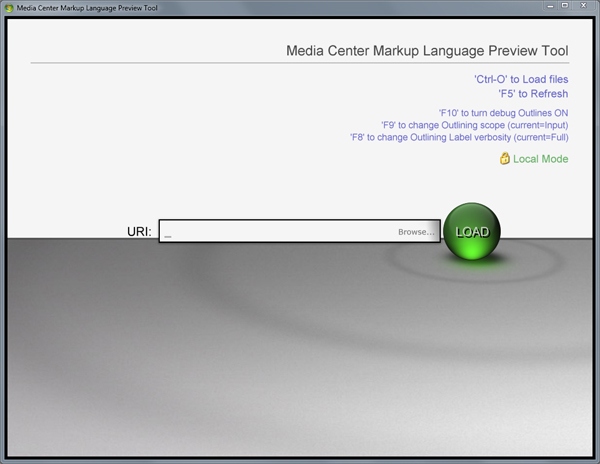 Media Center Markup Language Preview Tool
Media Center Markup Language Preview Tool
'Ctrl-O' to Load files
'F5' to Refresh
'F10' to turn debug Outlines ON
'F9' to change Outlining scope (current=Input)
'F8' to change Outlining Label verbosity (current=Full)
Local Mode
URI: _ Browse... LOAD